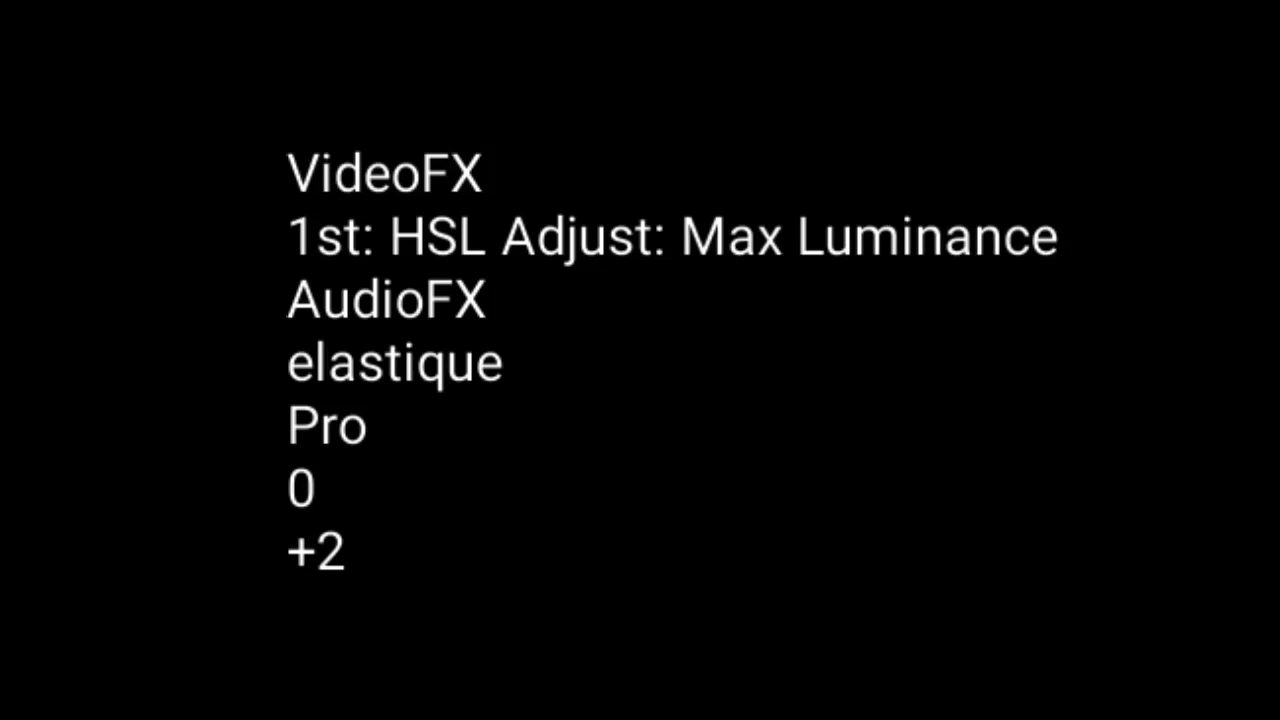 VideoFX
1st: HSL Adjust: Max Luminance
AudioFX
elastique
Pro
0
+2